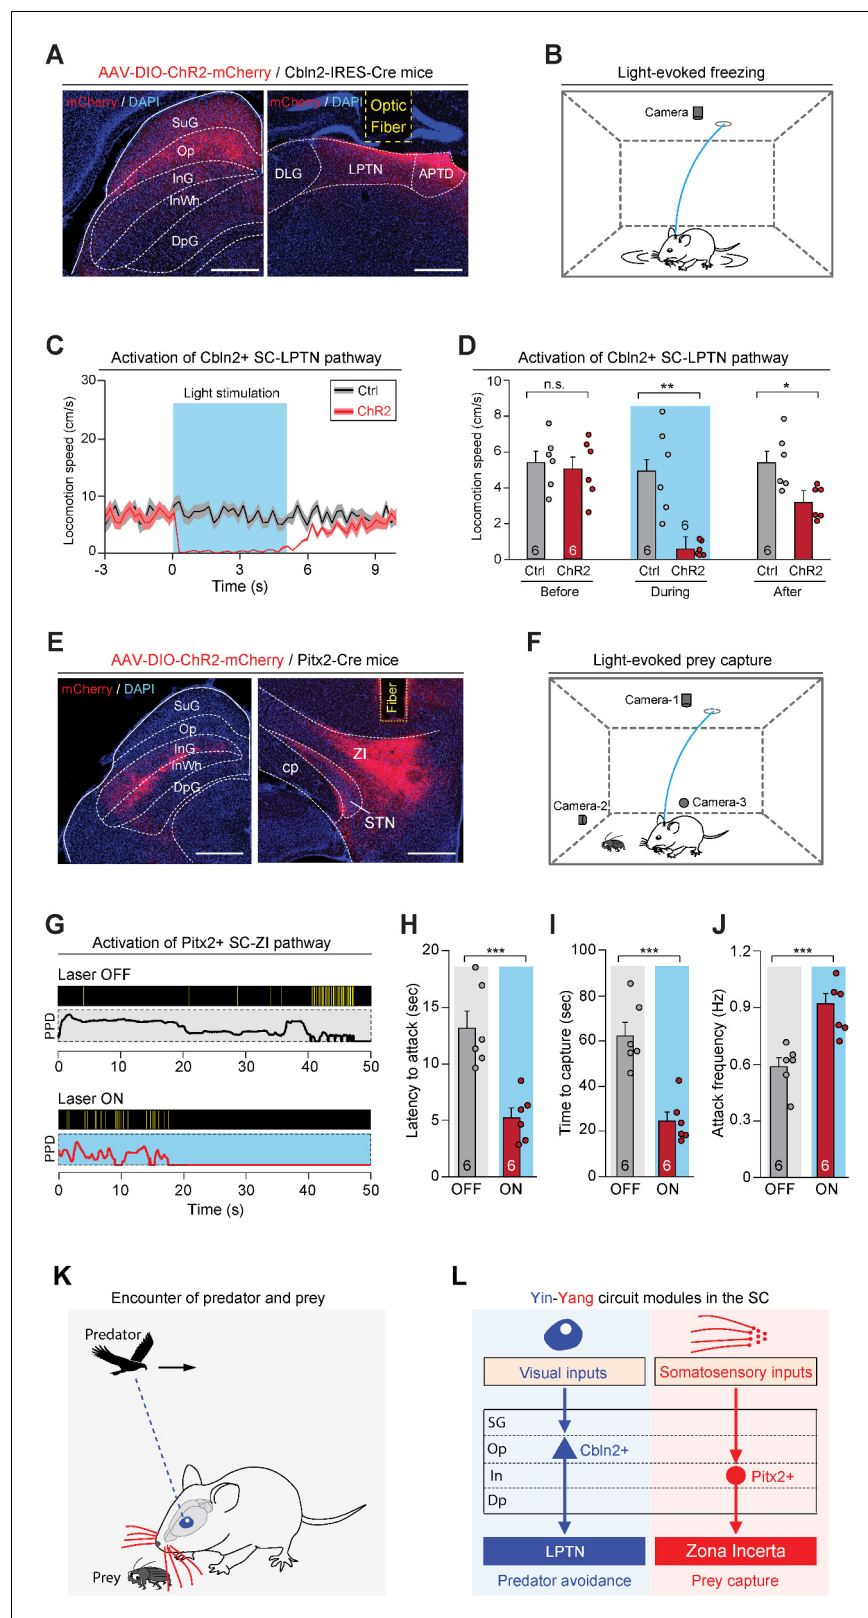 A
AAV-DIO-ChR2-mCherry / Cbln2-IRES-Cre mice
mCherry / DAPI
SuG
Op
InG
InWh
DpG
mCherry / DAPI
Optic
Fiber
DLG
LPTN
APTD
B
Light-evoked freezing
Camera
C
Activation of Cbln2+ SC-LPTN pathway
Locomotion speed (cm/s)
30
20
10
0
Light stimulation
Ctrl
ChR2
-3 0 3 6 9
Time (s)
D
Activation of Cbln2+ SC-LPTN pathway
Locomotion speed (cm/s)
10
8
6
4
2
0
n.s. ** *
6 6 6 6 6 6
Ctrl ChR2 Ctrl ChR2 Ctrl ChR2
Before During After
E
AAV-DIO-ChR2-mCherry / Pitx2-Cre mice
mCherry / DAPI
SuG
Op
InG
InWh
DpG
Fiber
ZI
cp
STN
F
Light-evoked prey capture
Camera-1
Camera-2
Camera-3
G
Activation of Pitx2+ SC-ZI pathway
Laser OFF
PPD
0 10 20 30 40 50
Laser ON
PPD
0 10 20 30 40 50
Time (s)
H
Latency to attack (sec)
20
15
10
5
0
***
6 6
OFF ON
I
Time to capture (sec)
100
80
60
40
20
0
***
6 6
OFF ON
J
Attack frequency (Hz)
1.2
0.9
0.6
0.3
0
***
6 6
OFF ON
K
Encounter of predator and prey
Predator
Prey
L
Yin-Yang circuit modules in the SC
Visual inputs
Somatosensory inputs
SG
Op
In
Dp
Cbln2+
Pitx2+
LPTN
Zona Incerta
Predator avoidance
Prey capture